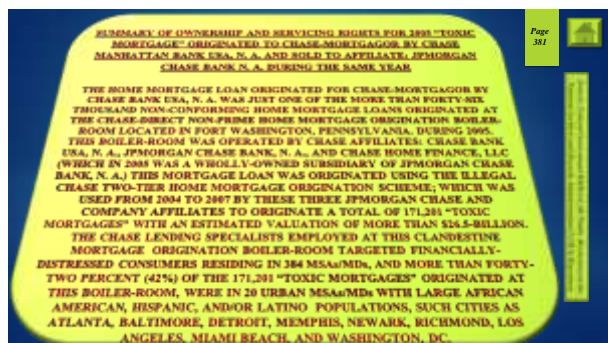 SUMMARY OF OWNERSHIP AND SERVICING RIGHTS FOR 2005 "TOXIC
MORTGAGE" ORIGINATED TO CHASE-MORTGAGOR BY CHASE
MANHATTAN BANK USA, N. A. AND SOLD TO AFFILIATE; JPMORGAN
CHASE BANK N. A. DURING THE SAME YEAR
THE HOME MORTGAGE LOAN ORIGINATED FOR CHASE-MORTGAGOR BY
CHASE BANK USA, N. A. WAS JUST ONE OF THE MORE THAN FORTY-SIX
THOUSAND NON-CONFORMING HOME MORTGAGE LOANS ORIGINATED AT
THE CHASE-DIRECT NON-PRIME HOME MORTGAGE ORIGINATION BOILER-
ROOM LOCATED IN FORT WASHINGTON, PENNSYLVANIA. DURING 2005.
THIS BOILER-ROOM WAS OPERATED BY CHASE AFFILIATES: CHASE BANK
USA, N. A., JPMORGAN CHASE BANK, N. A., AND CHASE HOME FINANCE, LLC
(WHICH IN 2005 WAS A WHOLLY-OWNED SUBSIDIARY OF JPMORGAN CHASE
BANK, N. A.) THIS MORTGAGE LOAN WAS ORIGINATED USING THE ILLEGAL
CHASE TWO-TIER HOME MORTGAGE ORIGINATION SCHEME; WHICH WAS
USED FROM 2004 TO 2007 BY THESE THREE JPMORGAN CHASE AND
COMPANY AFFILIATES TO ORIGINATE A TOTAL OF 171,201 "TOXIC
MORTGAGES" WITH AN ESTIMATED VALUATION OF MORE THAN $26.5-BILLION.
THE CHASE LENDING SPECIALISTS EMPLOYED AT THIS CLANDESTINE
MORTGAGE ORIGINATION BOILER-ROOM TARGETED FINANCIALLY-
DISTRESSED CONSUMERS RESIDING IN 384 MSAs/MDs, AND MORE THAN FORTY-
TWO PERCENT (42%) OF THE 171,201 "TOXIC MORTGAGES" ORIGINATED AT
THIS BOILER-ROOM, WERE IN 20 URBAN MSAs/MDs WITH LARGE AFRICAN
AMERICAN, HISPANIC, AND/OR LATINO POPULATIONS, SUCH CITIES AS
ATLANTA, BALTIMORE, DETROIT, MEMPHIS, NEWARK, RICHMOND, LOS
ANGELES, MIAMI BEACH, AND WASHINGTON, DC.
Page
381